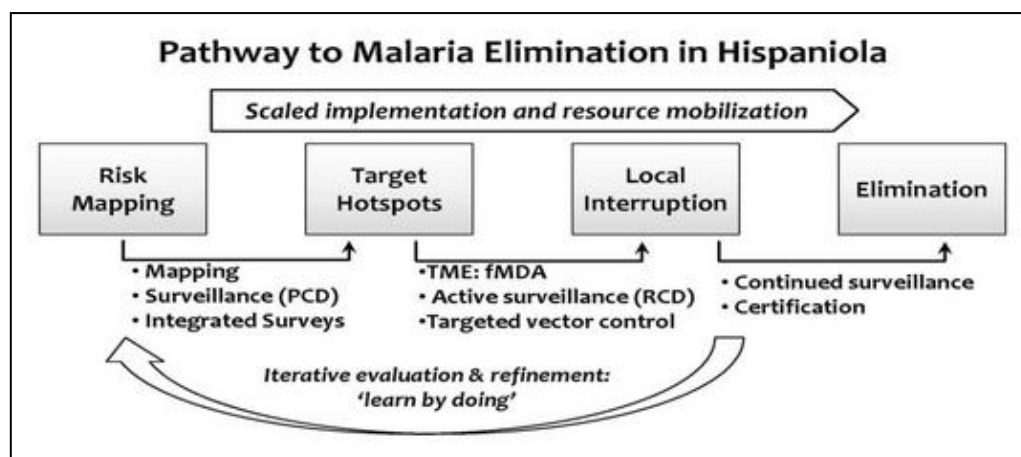 Pathway to Malaria Elimination in Hispaniola
Scaled implementation and resource mobilization
Risk
Mapping
Target
Hotspots
Local
Interruption
Elimination
• Mapping
• Surveillance (PCD)
• Integrated Surveys
•TME: fMDA
• Active surveillance (RCD)
•Targeted vector control
• Continued surveillance
• Certification
Iterative evaluation & refinement:
‘learn by doing’